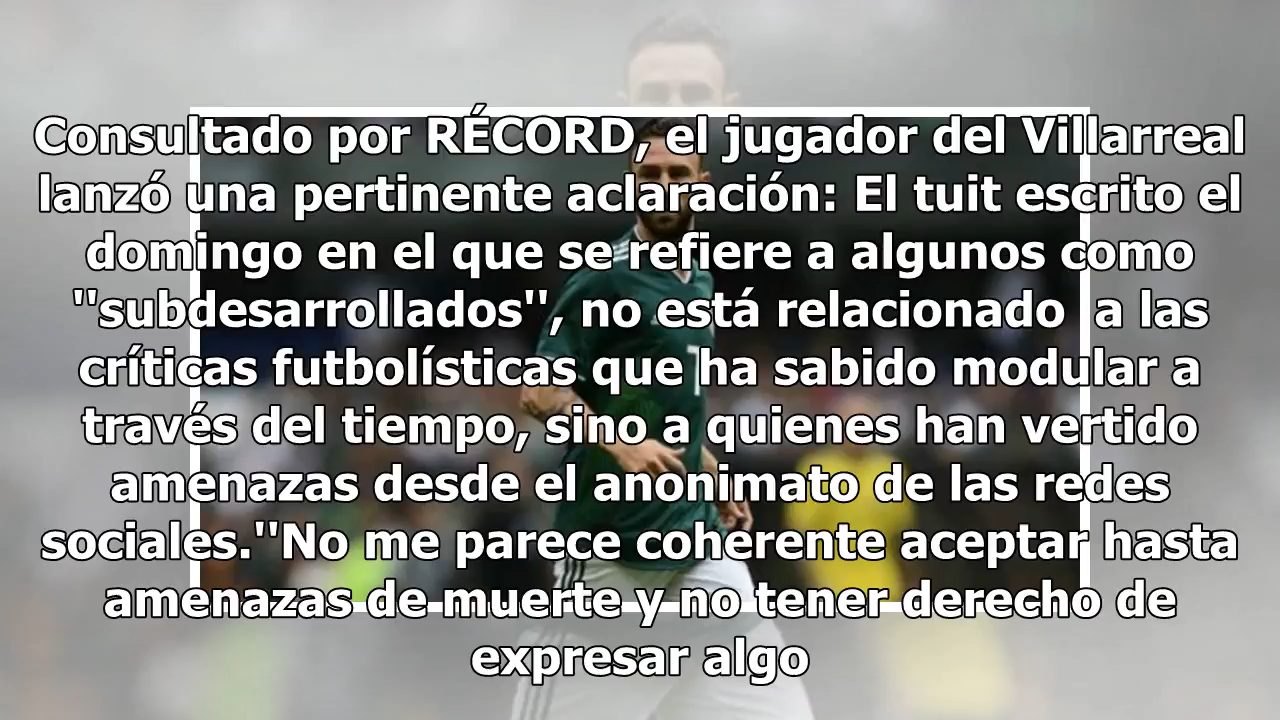 Consultado por RÉCORD, el jugador del Villarreal
lanzó una pertinente aclaración: El tuit escrito el
domingo en el que se refiere a algunos como
''subdesarrollados'', no está relacionado  a las
críticas futbolísticas que ha sabido modular a
través del tiempo, sino a quienes han vertido
amenazas desde el anonimato de las redes
sociales.''No me parece coherente aceptar hasta
amenazas de muerte y no tener derecho de
expresar algo